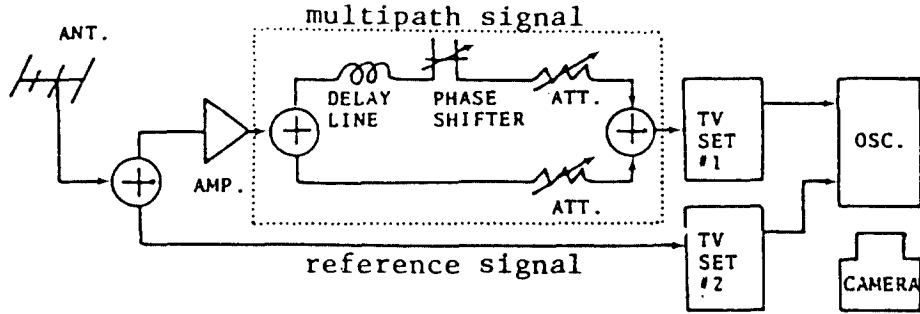 multipath signal
ANT.
DELAY
LINE
PHASE
SHIFTER
ATT.
AMP.
ATT.
TV
SET
#1
OSC.
reference signal
TV
SET
#2
CAMERA